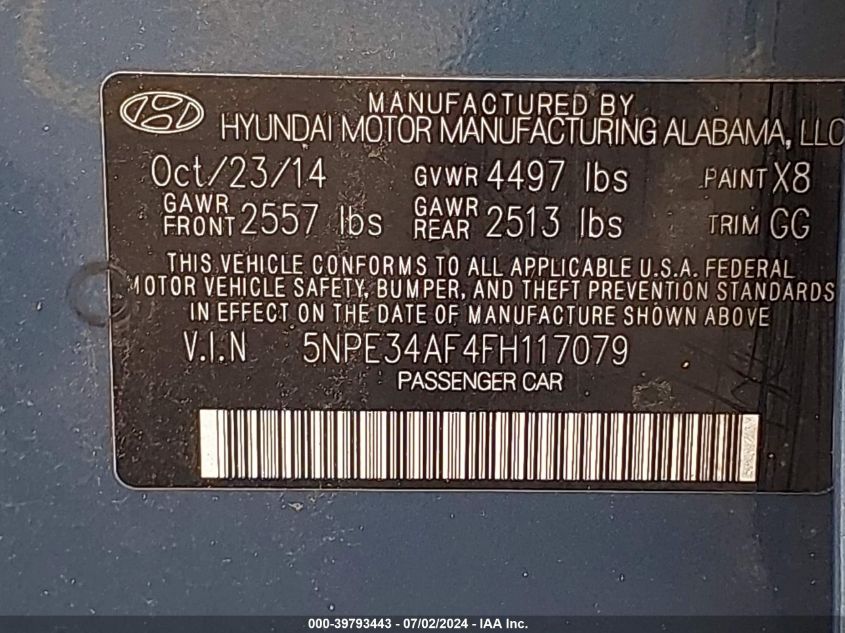 MANUFACTURED BY
HYUNDAI MOTOR MANUFACTURING ALABAMA, LLC
Oct/23/14 GVWR 4497 lbs PAINT X8
GAWR FRONT 2557 lbs GAWR REAR 2513 lbs TRIM GG
THIS VEHICLE CONFORMS TO ALL APPLICABLE U.S.A. FEDERAL
MOTOR VEHICLE SAFETY, BUMPER, AND THEFT PREVENTION STANDARDS
IN EFFECT ON THE DATE OF MANUFACTURE SHOWN ABOVE
V.I.N 5NPE34AF4FH117079
PASSENGER CAR
000-39793443 - 07/02/2024 - IAA Inc.